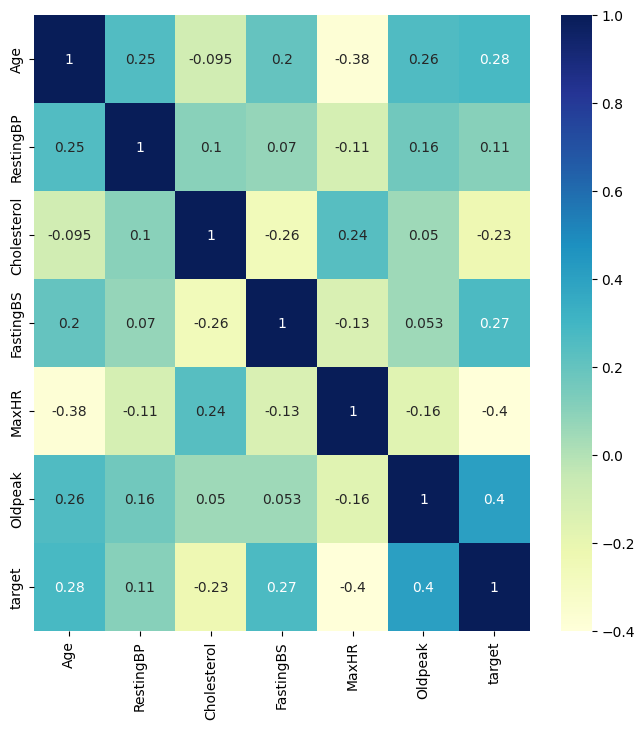 Age 1 0.25 -0.095 0.2 -0.38 0.26 0.28
RestingBP 0.25 1 0.1 0.07 -0.11 0.16 0.11
Cholesterol -0.095 0.1 1 -0.26 0.24 0.05 -0.23
FastingBS 0.2 0.07 -0.26 1 -0.13 0.053 0.27
MaxHR -0.38 -0.11 0.24 -0.13 1 -0.16 -0.4
Oldpeak 0.26 0.16 0.05 0.053 -0.16 1 0.4
target 0.28 0.11 -0.23 0.27 -0.4 0.4 1
Age RestingBP Cholesterol FastingBS MaxHR Oldpeak target
1.0
0.8
0.6
0.4
0.2
0.0
−0.2
−0.4